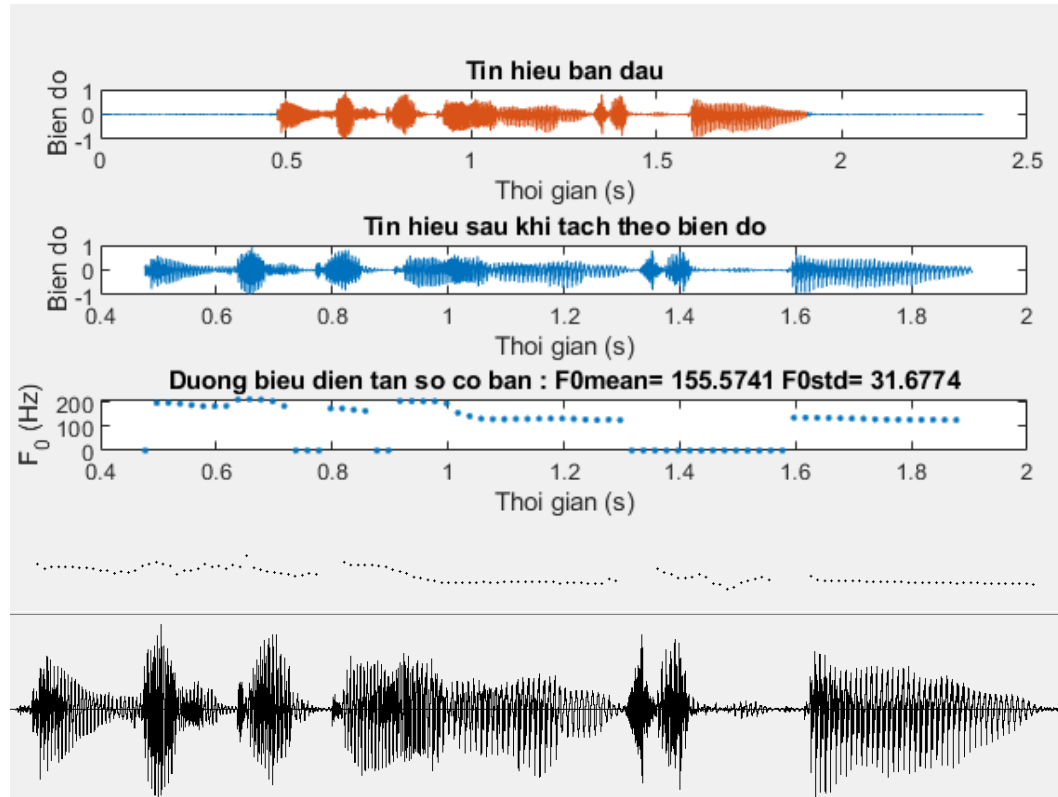 Tin hieu ban dau
Bien do
1
0
-1
0 0.5 1 1.5 2 2.5
Thoi gian (s)
Tin hieu sau khi tach theo bien do
Bien do
1
0
-1
0.4 0.6 0.8 1 1.2 1.4 1.6 1.8 2
Thoi gian (s)
Duong bieu dien tan so co ban : F0mean= 155.5741 F0std= 31.6774
F0 (Hz)
200
100
0
0.4 0.6 0.8 1 1.2 1.4 1.6 1.8 2
Thoi gian (s)